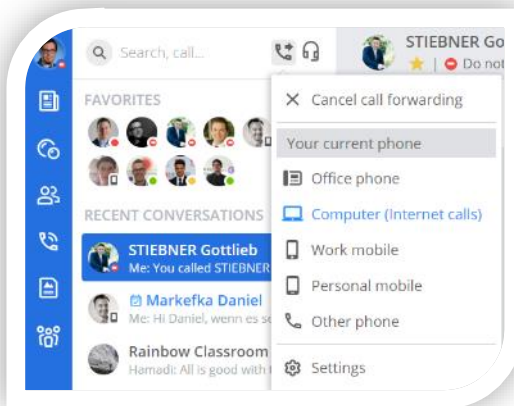 Search, call...
STIEBNER Go
Do not
FAVORITES
RECENT CONVERSATIONS
STIEBNER Gottlieb
Me: You called STIEBNER
Markefka Daniel
Me: Hi Daniel, wenn es so
Rainbow Classroom
Hamadi: All is good with
Cancel call forwarding
Your current phone
Office phone
Computer (Internet calls)
Work mobile
Personal mobile
Other phone
Settings